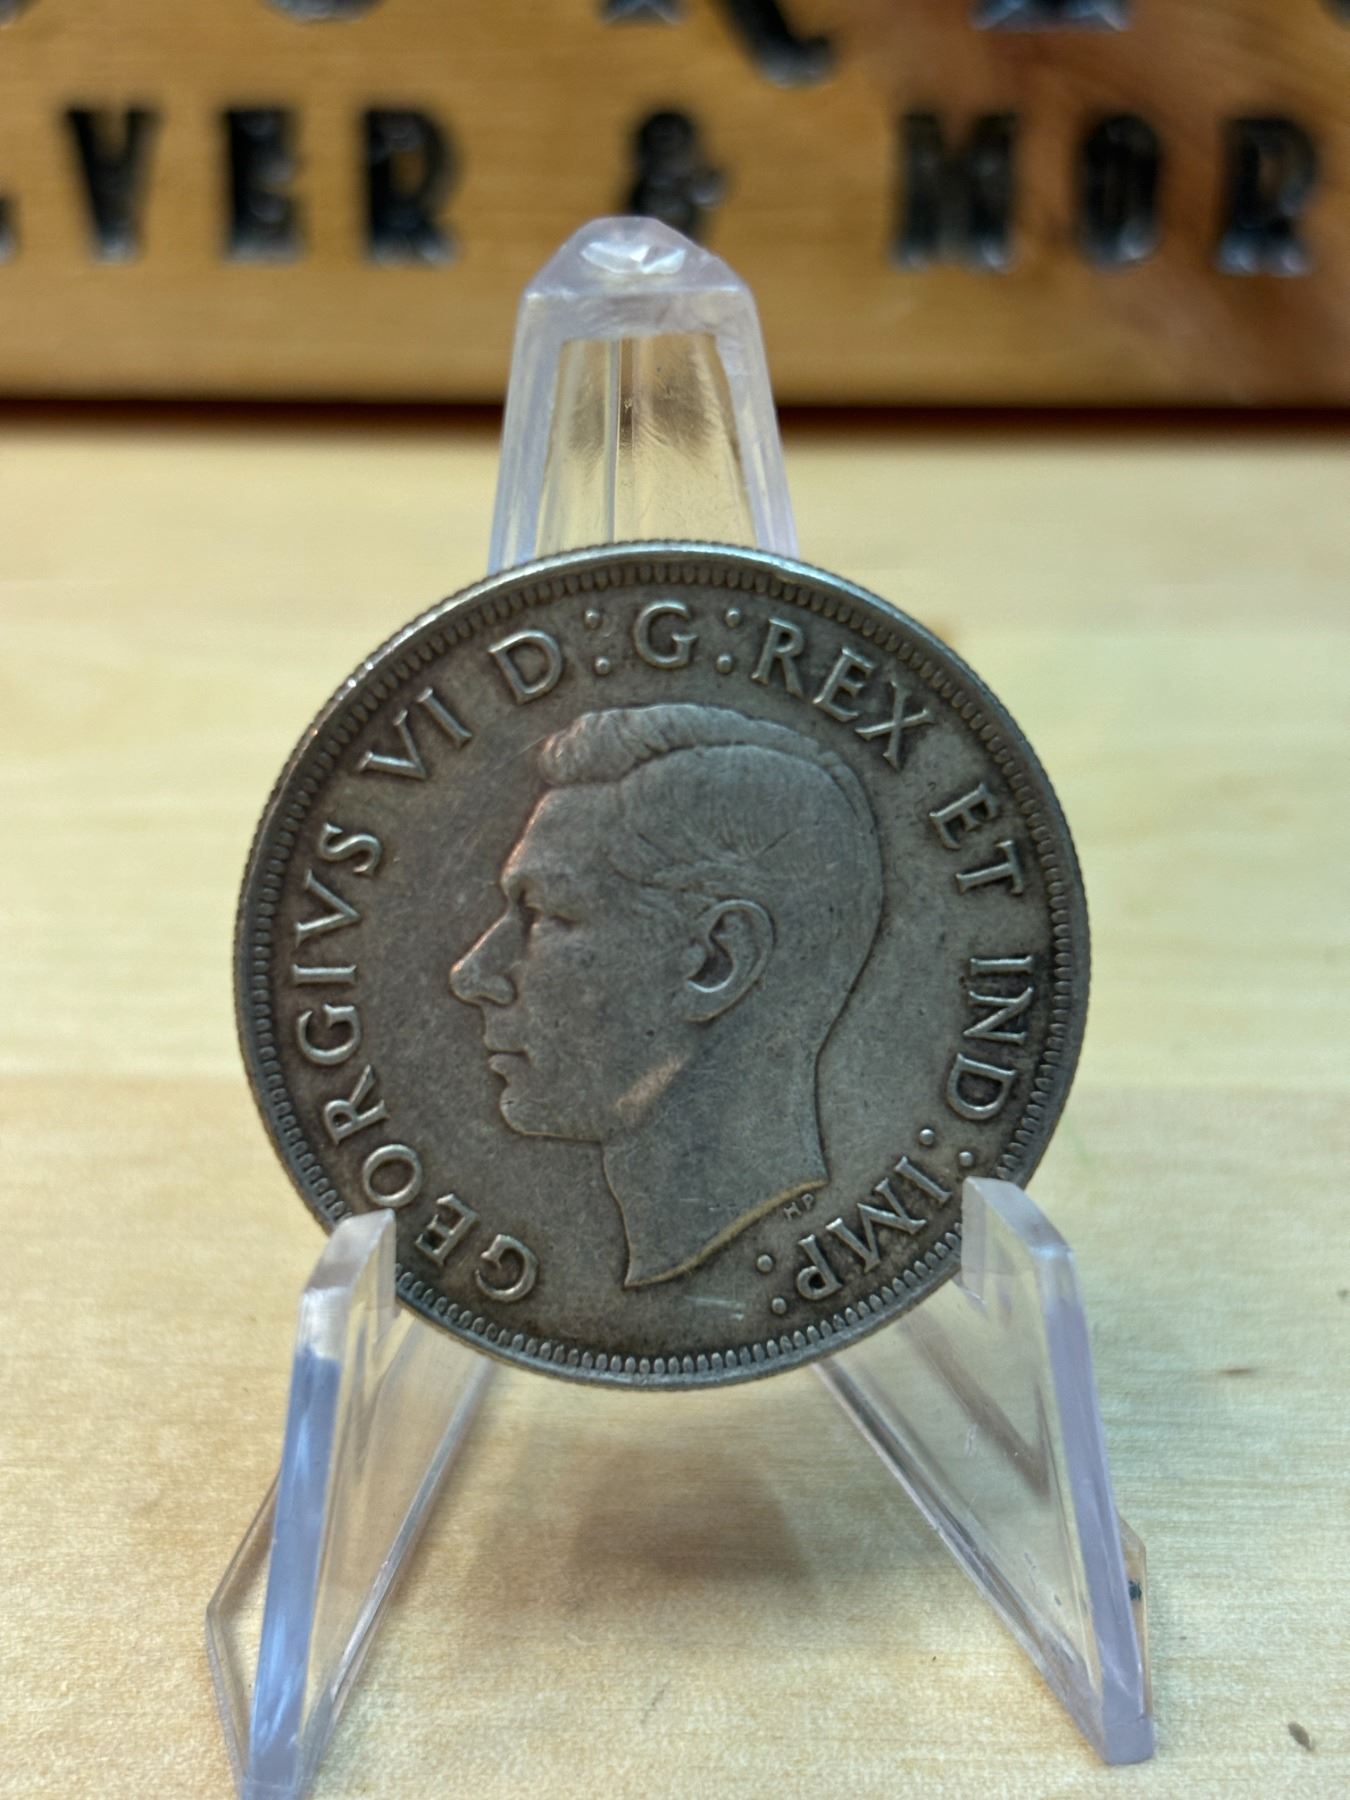 VER & MOR
GEORGIVS VI D:G:REX ET IND:IMP:
HP